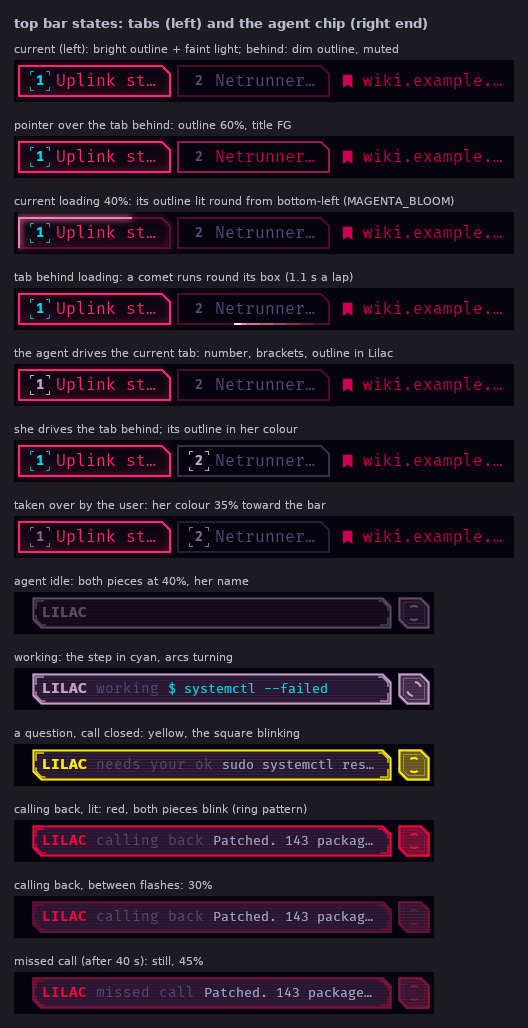 top bar states: tabs (left) and the agent chip (right end)
current (left): bright outline + faint light; behind: dim outline, muted
1 Uplink st… 2 Netrunner… wiki.example.…
pointer over the tab behind: outline 60%, title FG
1 Uplink st… 2 Netrunner… wiki.example.…
current loading 40%: its outline lit round from bottom-left (MAGENTA_BLOOM)
1 Uplink st… 2 Netrunner… wiki.example.…
tab behind loading: a comet runs round its box (1.1 s a lap)
1 Uplink st… 2 Netrunner… wiki.example.…
the agent drives the current tab: number, brackets, outline in Lilac
1 Uplink st… 2 Netrunner… wiki.example.…
she drives the tab behind; its outline in her colour
1 Uplink st… 2 Netrunner… wiki.example.…
taken over by the user: her colour 35% toward the bar
1 Uplink st… 2 Netrunner… wiki.example.…
agent idle: both pieces at 40%, her name
LILAC
working: the step in cyan, arcs turning
LILAC working $ systemctl --failed
a question, call closed: yellow, the square blinking
LILAC needs your ok sudo systemctl res…
calling back, lit: red, both pieces blink (ring pattern)
LILAC calling back Patched. 143 packag…
calling back, between flashes: 30%
LILAC calling back Patched. 143 packag…
missed call (after 40 s): still, 45%
LILAC missed call Patched. 143 package…